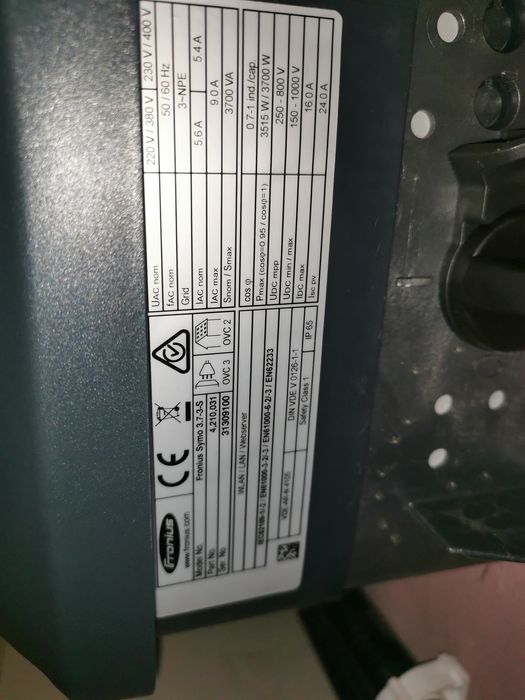 Fronius
www.fronius.com
CE
Model No. Fronius Symo 3.7-3-S
Part No. 4,210,031
Ser. No. 31309100
OVC 3 OVC 2
WLAN / LAN / Webserver
IEC62109-1/-2 / EN61000-3-2/-3 / EN61000-6-2/-3 / EN62233
VDE-AR-N 4105 DIN VDE V 0126-1-1
Safety Class 1 IP 65
UAC nom 220 V / 380 V 230 V / 400 V
fAC nom 50 / 60 Hz
Grid 3~NPE
IAC nom 5.6 A 5.4 A
IAC max 9.0 A
Snom / Smax 3700 VA
cos φ 0.7-1 ind./cap.
Pmax (cosφ=0.95 / cosφ=1) 3515 W / 3700 W
UDC mpp 250 - 800 V
UDC min / max 150 - 1000 V
IDC max 16.0 A
Isc pv 24.0 A